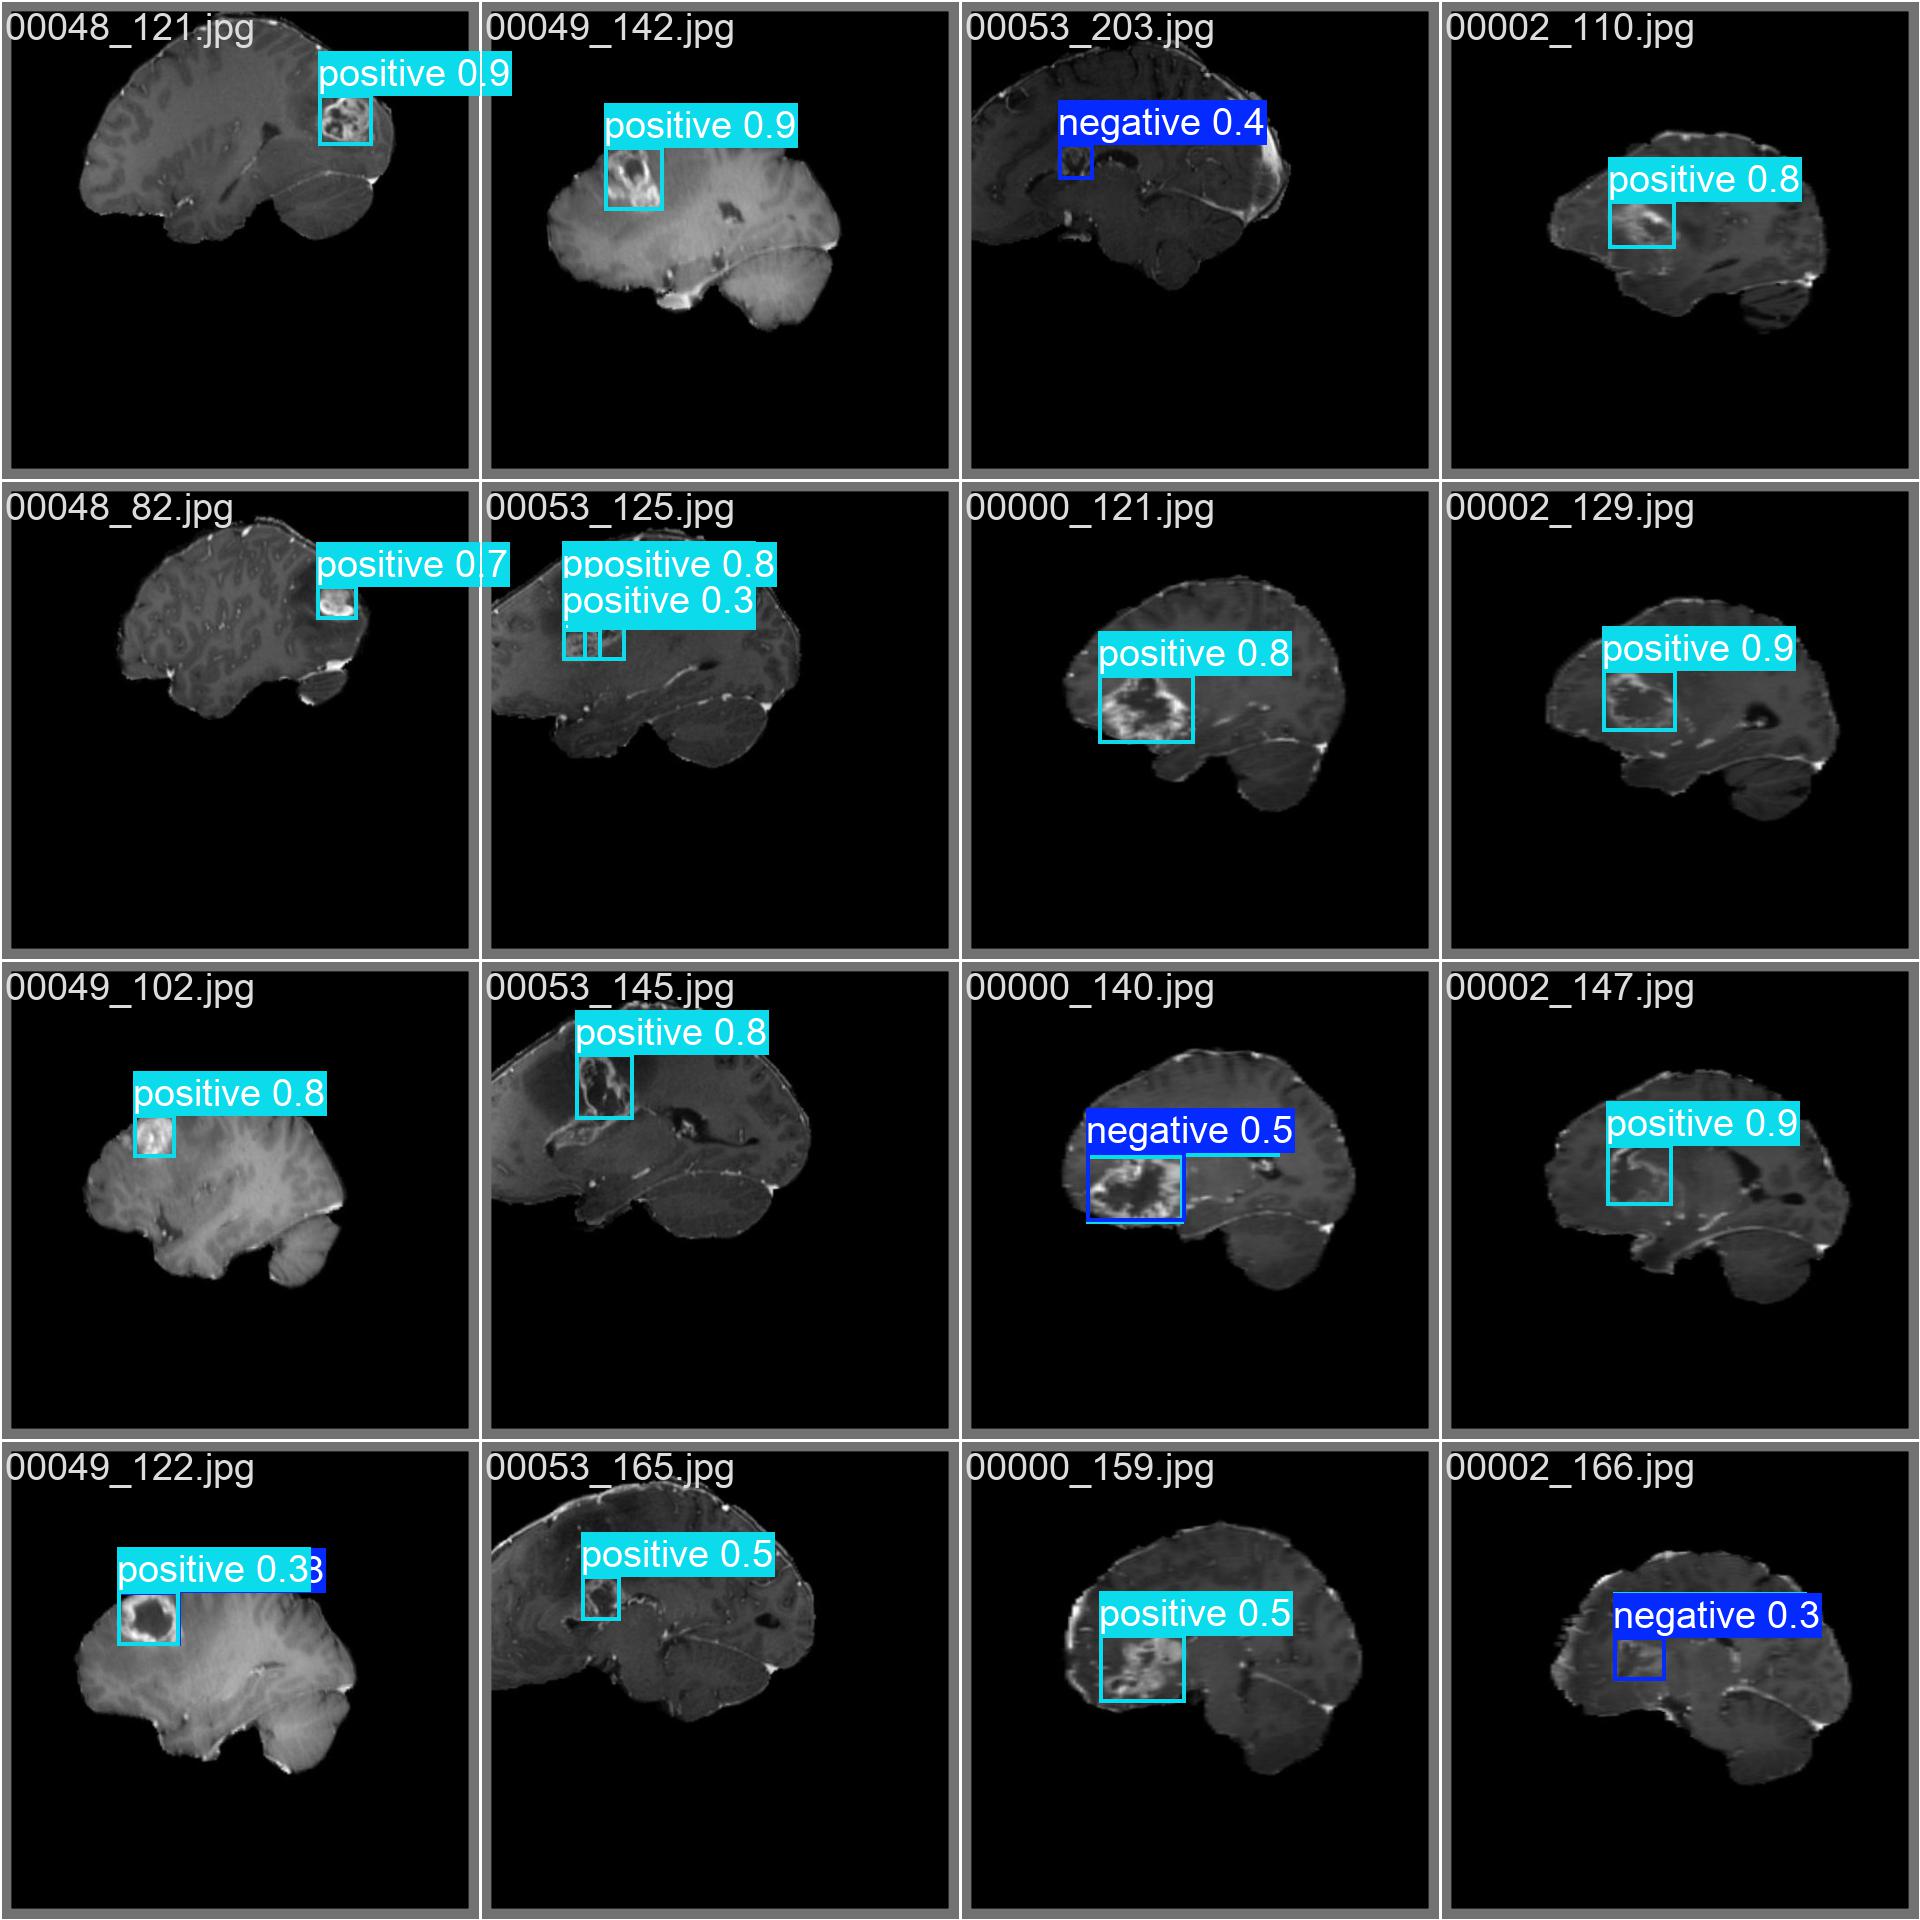 00048_121.jpg
positive 0.9
00049_142.jpg
positive 0.9
00053_203.jpg
negative 0.4
00002_110.jpg
positive 0.8
00048_82.jpg
positive 0.7
00053_125.jpg
ppositive 0.8
positive 0.3
00000_121.jpg
positive 0.8
00002_129.jpg
positive 0.9
00049_102.jpg
positive 0.8
00053_145.jpg
positive 0.8
00000_140.jpg
negative 0.5
00002_147.jpg
positive 0.9
00049_122.jpg
positive 0.3
00053_165.jpg
positive 0.5
00000_159.jpg
positive 0.5
00002_166.jpg
negative 0.3